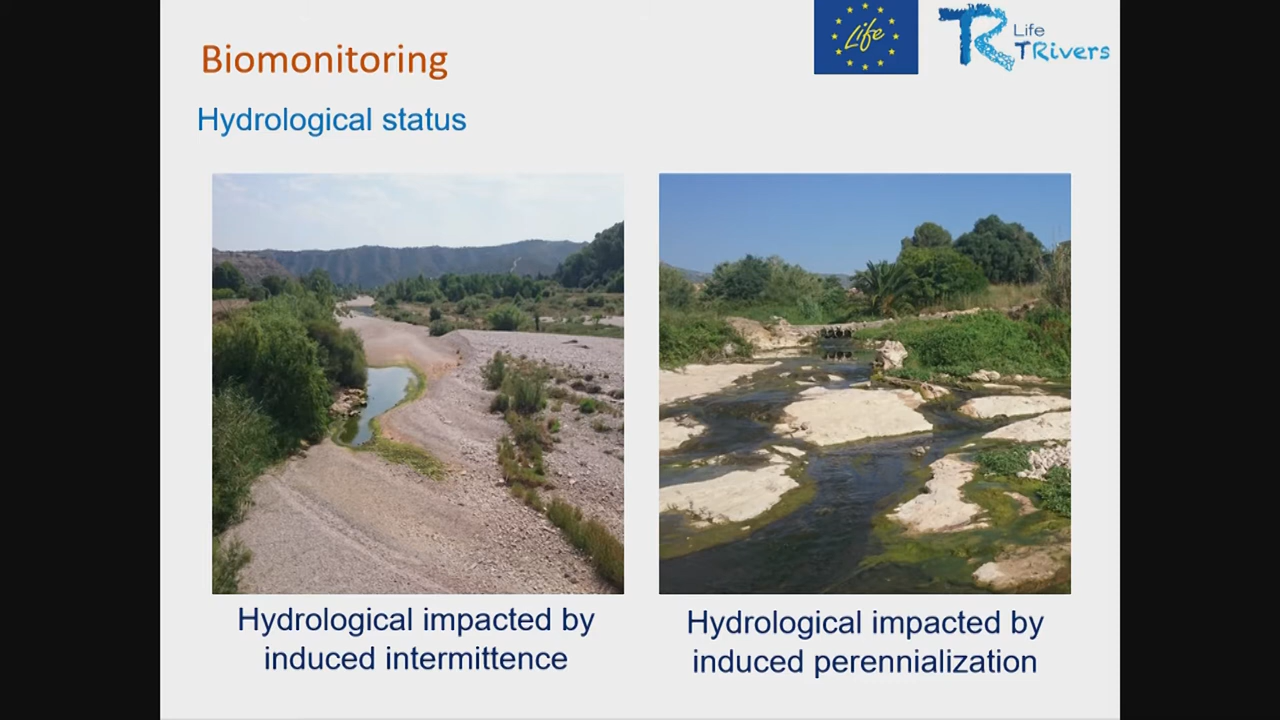 Biomonitoring
Life
Life
TRivers
Hydrological status
Hydrological impacted by
induced intermittence
Hydrological impacted by
induced perennialization